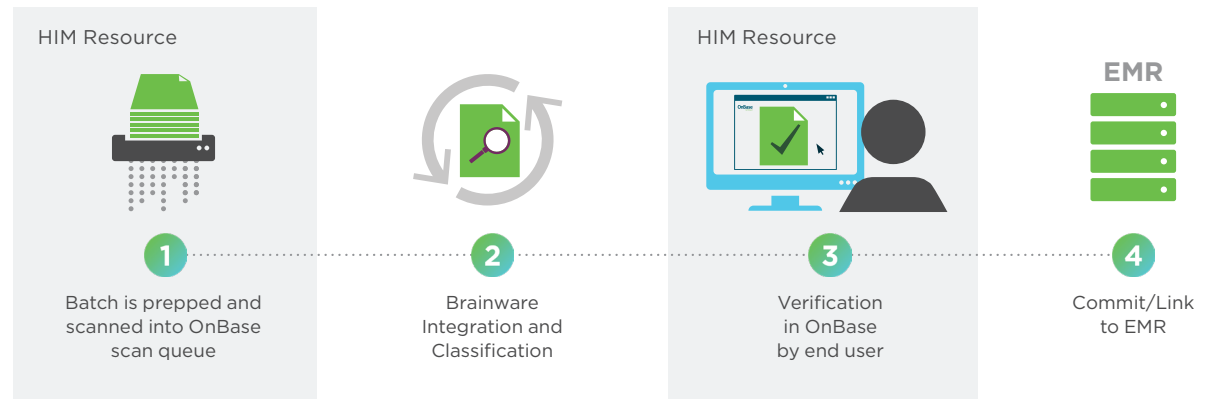 HIM Resource
1
Batch is prepped and
scanned into OnBase
scan queue
2
Brainware
Integration and
Classification
HIM Resource
OnBase
3
Verification
in OnBase
by end user
EMR
4
Commit/Link
to EMR